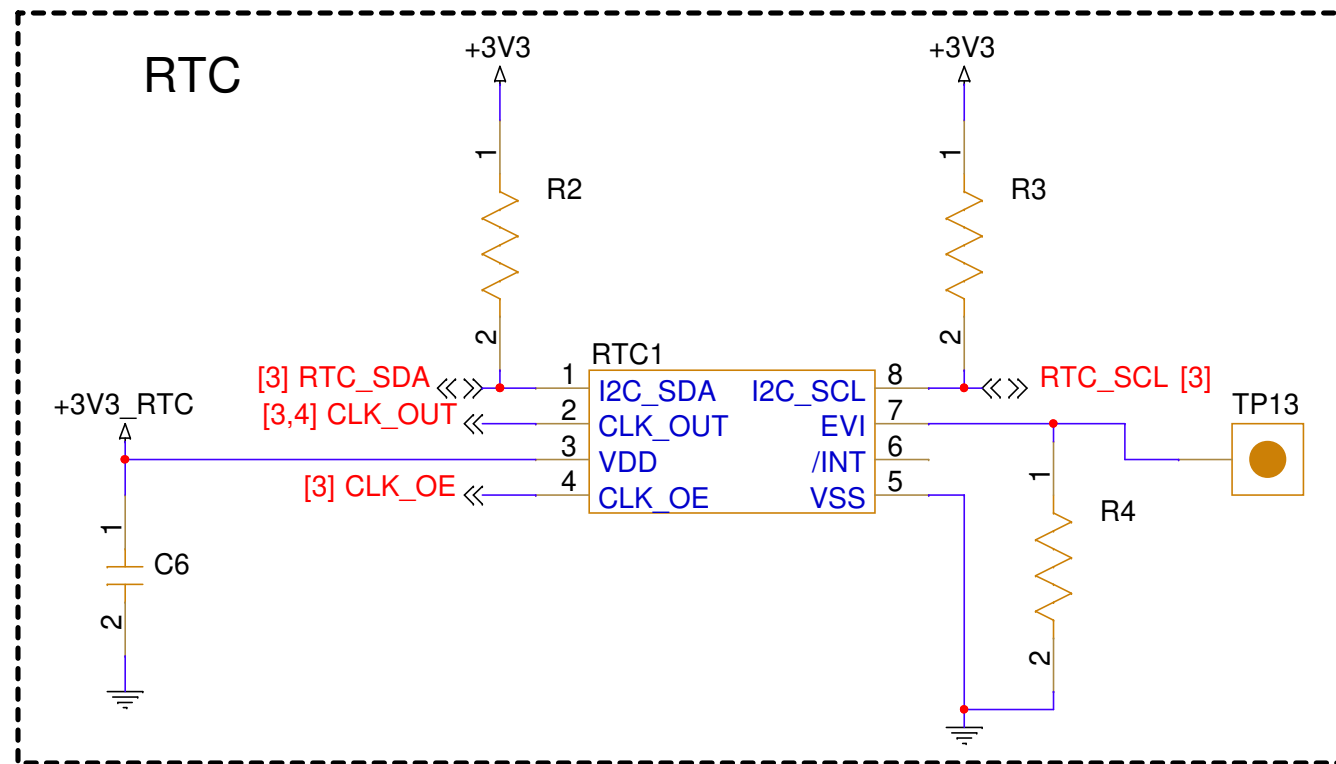 +3V3
+3V3
RTC
1
1
R2
R3
2
2
RTC1
[3] RTC_SDA
1
I2C_SDA
I2C_SCL
8
RTC_SCL [3]
+3V3_RTC
[3,4] CLK_OUT
2
CLK_OUT
EVI
7
TP13
3
VDD
/INT
6
[3] CLK_OE
4
CLK_OE
VSS
5
1
1
R4
C6
2
2